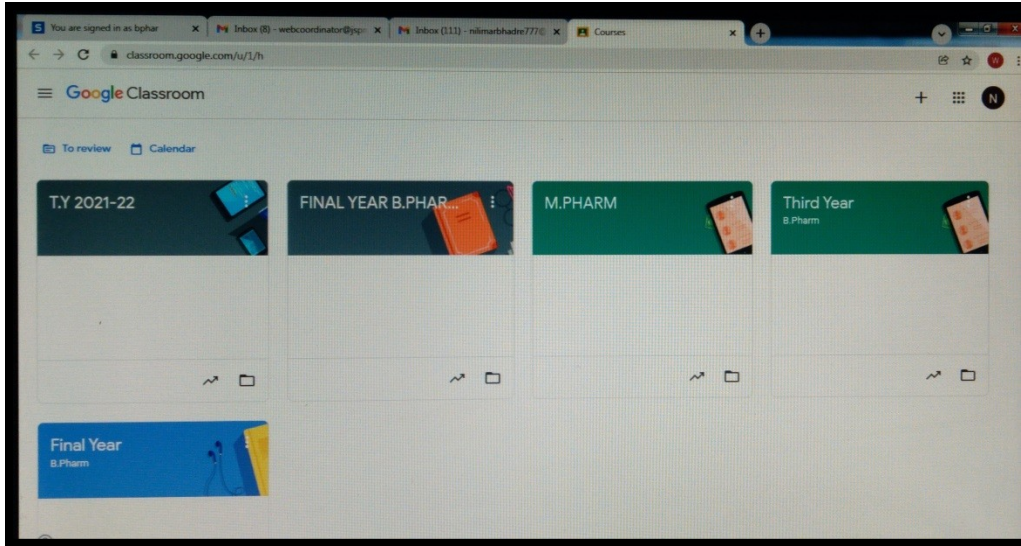 You are signed in as bphar
Inbox (8) - webcoordinator@jsp
Inbox (111) - nilimarbhadre777@
Courses
classroom.google.com/u/1/h
W
Google Classroom
N
To review
Calendar
T.Y 2021-22
FINAL YEAR B.PHAR...
M.PHARM
Third Year
B.Pharm
Final Year
B.Pharm